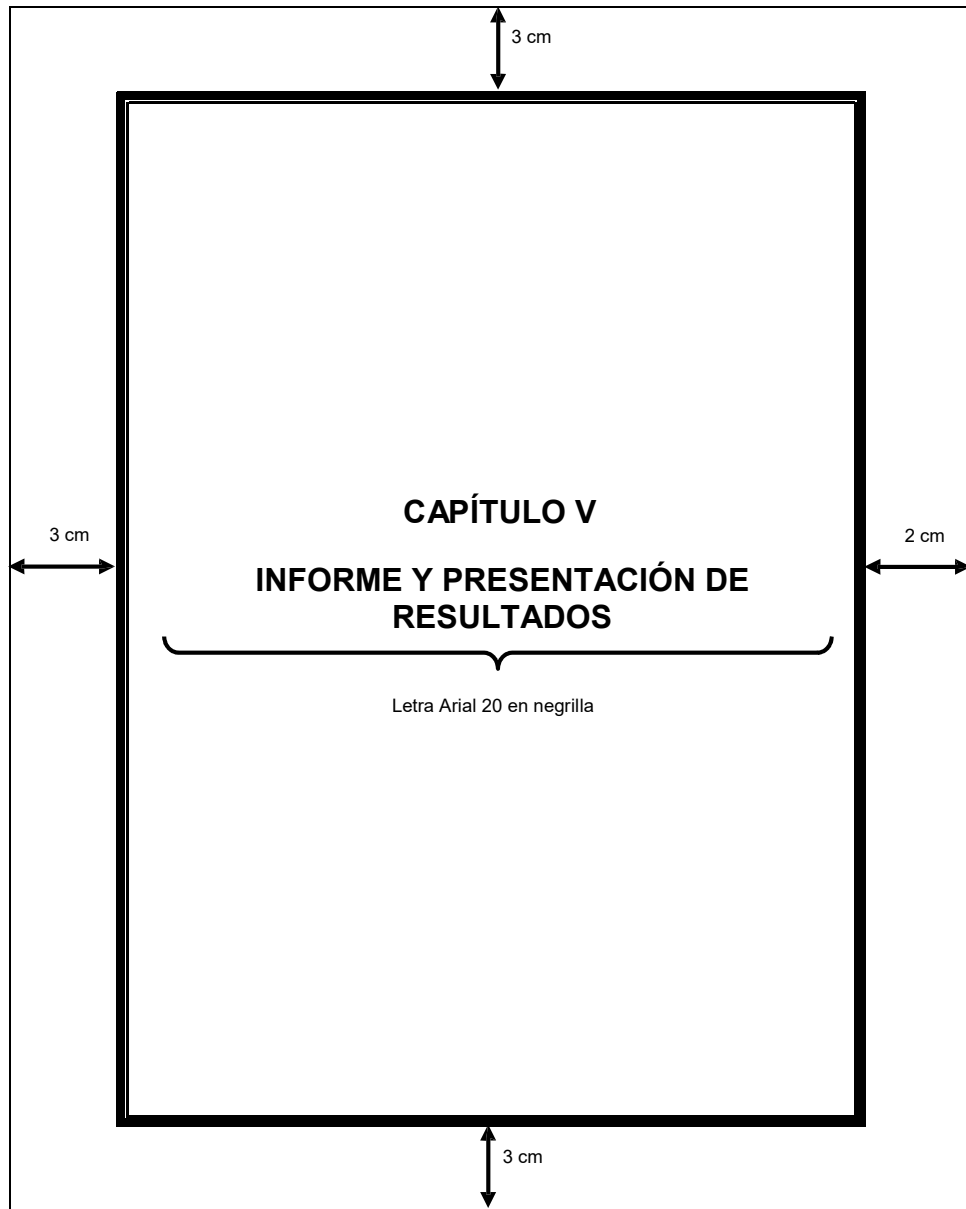 3 cm
CAPÍTULO V
3 cm
2 cm
INFORME Y PRESENTACIÓN DE
RESULTADOS
Letra Arial 20 en negrilla
3 cm